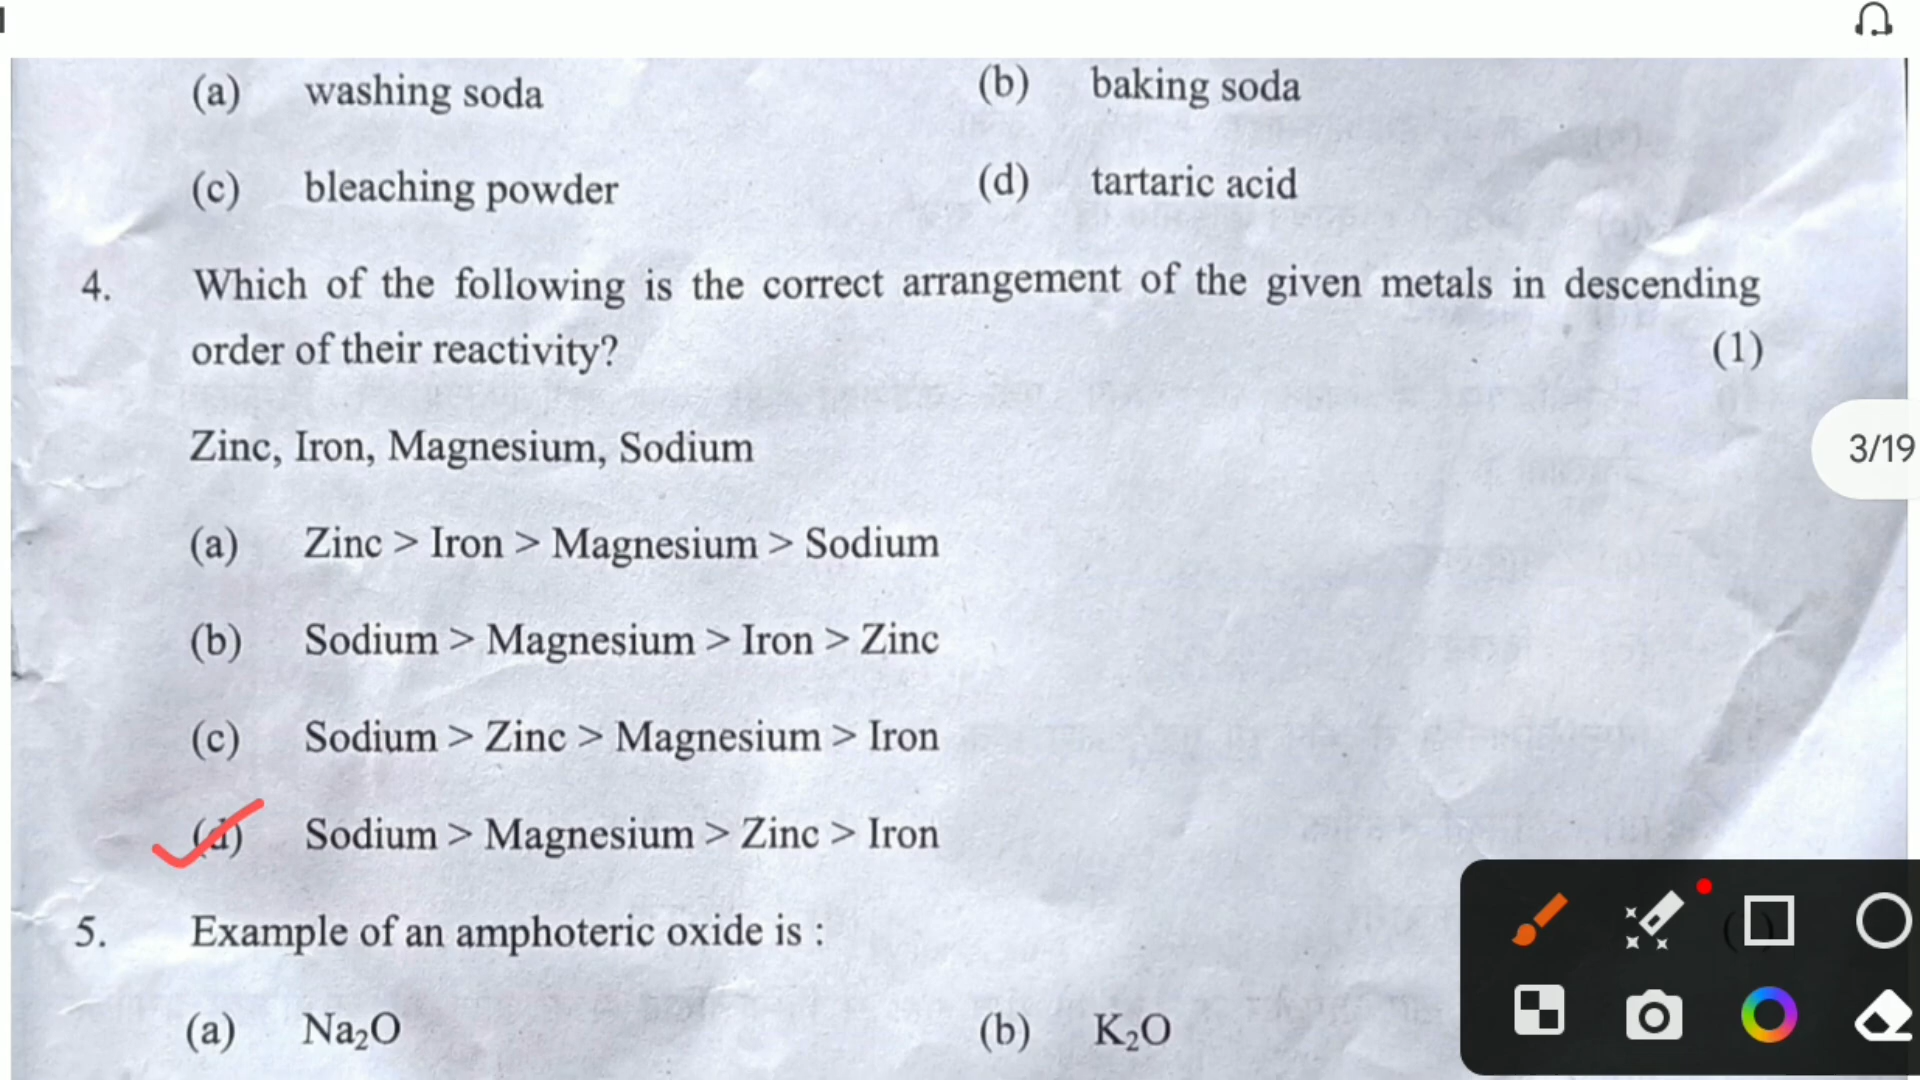 (a) washing soda (b) baking soda
(c) bleaching powder (d) tartaric acid
4. Which of the following is the correct arrangement of the given metals in descending
order of their reactivity? (1)
3/19
Zinc, Iron, Magnesium, Sodium
(a) Zinc > Iron > Magnesium > Sodium
(b) Sodium > Magnesium > Iron > Zinc
(c) Sodium > Zinc > Magnesium > Iron
(d) Sodium > Magnesium > Zinc > Iron
5. Example of an amphoteric oxide is :
(a) Na₂O (b) K₂O